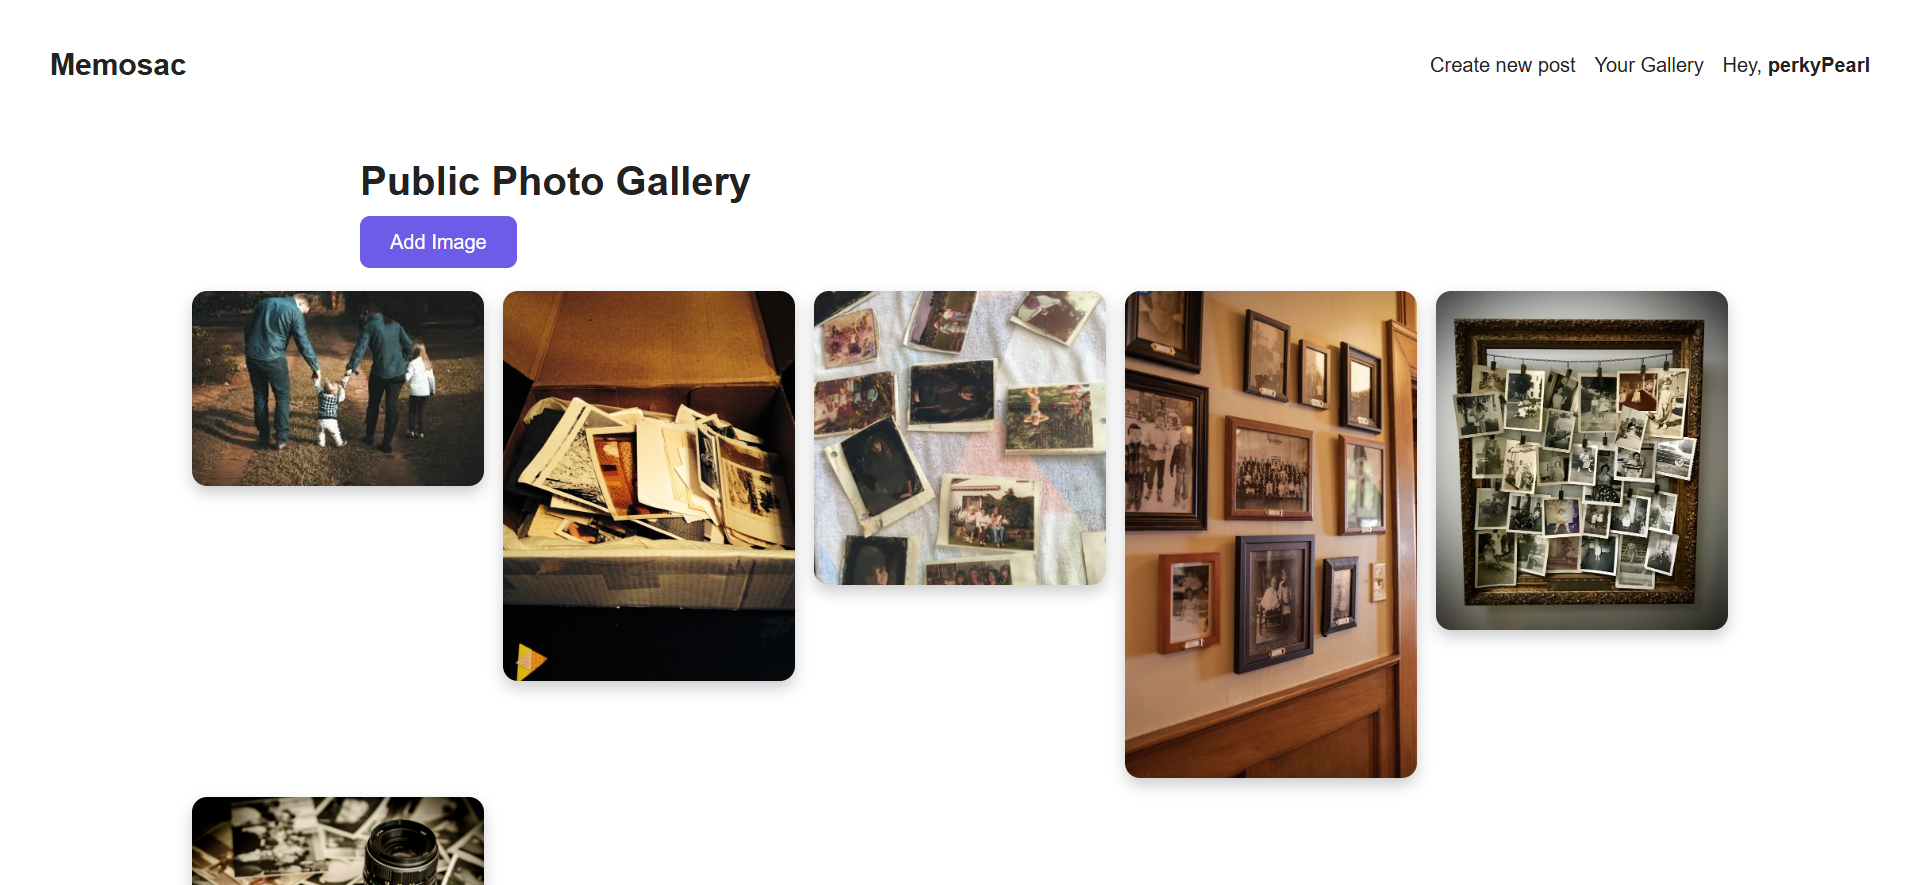 Memosac
Create new post Your Gallery Hey, perkyPearl
Public Photo Gallery
Add Image